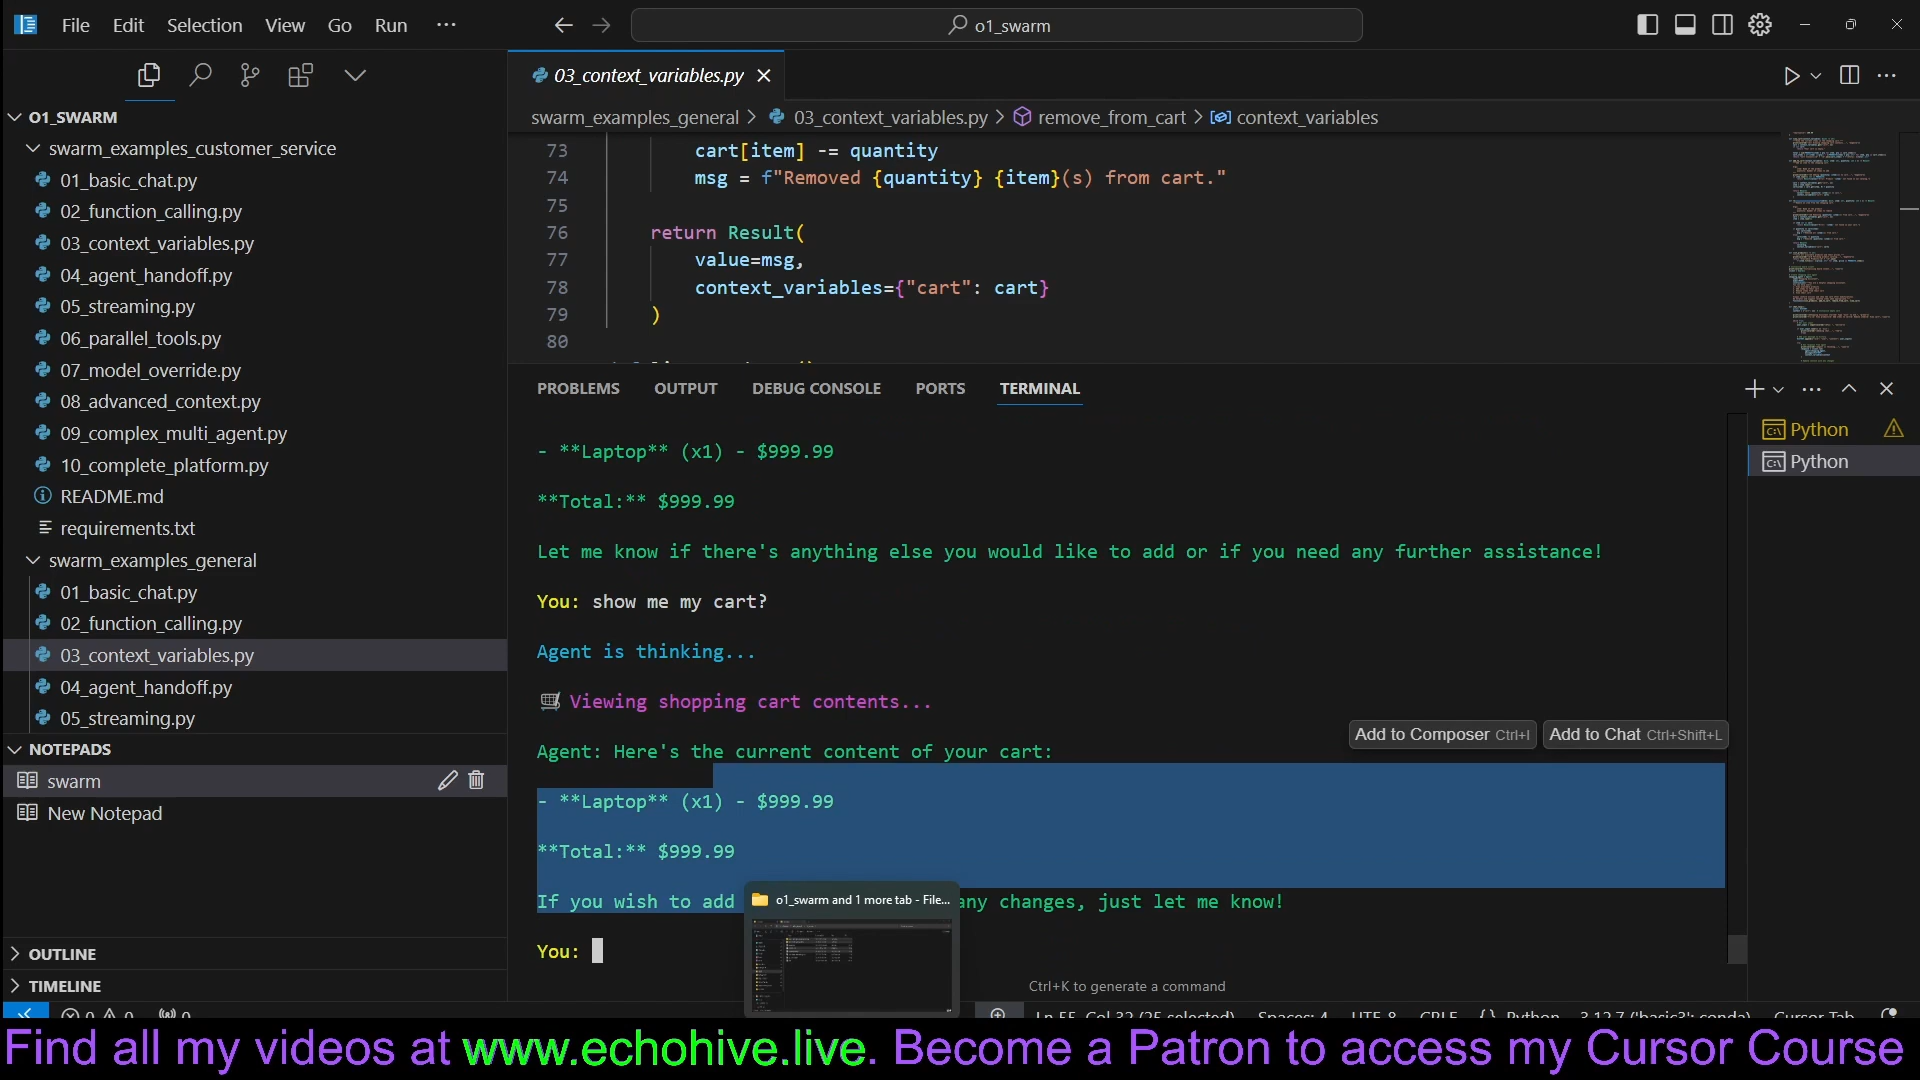 File Edit Selection View Go Run ···
o1_swarm
O1_SWARM
swarm_examples_customer_service
01_basic_chat.py
02_function_calling.py
03_context_variables.py
04_agent_handoff.py
05_streaming.py
06_parallel_tools.py
07_model_override.py
08_advanced_context.py
09_complex_multi_agent.py
10_complete_platform.py
README.md
requirements.txt
swarm_examples_general
01_basic_chat.py
02_function_calling.py
03_context_variables.py
04_agent_handoff.py
05_streaming.py
NOTEPADS
swarm
New Notepad
OUTLINE
TIMELINE
03_context_variables.py
swarm_examples_general > 03_context_variables.py > remove_from_cart > context_variables
73 cart[item] -= quantity
74 msg = f"Removed {quantity} {item}(s) from cart."
75
76 return Result(
77 value=msg,
78 context_variables={"cart": cart}
79 )
80
PROBLEMS OUTPUT DEBUG CONSOLE PORTS TERMINAL
Python
Python
- **Laptop** (x1) - $999.99
**Total:** $999.99
Let me know if there's anything else you would like to add or if you need any further assistance!
You: show me my cart?
Agent is thinking...
Viewing shopping cart contents...
Add to Composer Ctrl+I Add to Chat Ctrl+Shift+L
Agent: Here's the current content of your cart:
- **Laptop** (x1) - $999.99
**Total:** $999.99
If you wish to add any changes, just let me know!
o1_swarm and 1 more tab - File...
You:
Ctrl+K to generate a command
Ln 55, Col 32 (25 selected) Spaces: 4 UTF-8 CRLF {} Python 3.12.7 ('basic3': conda) Cursor Tab
Find all my videos at www.echohive.live. Become a Patron to access my Cursor Course